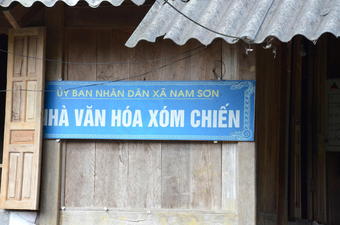 ỦY BAN NHÂN DÂN XÃ NAM SƠN
NHÀ VĂN HÓA XÓM CHIẾN